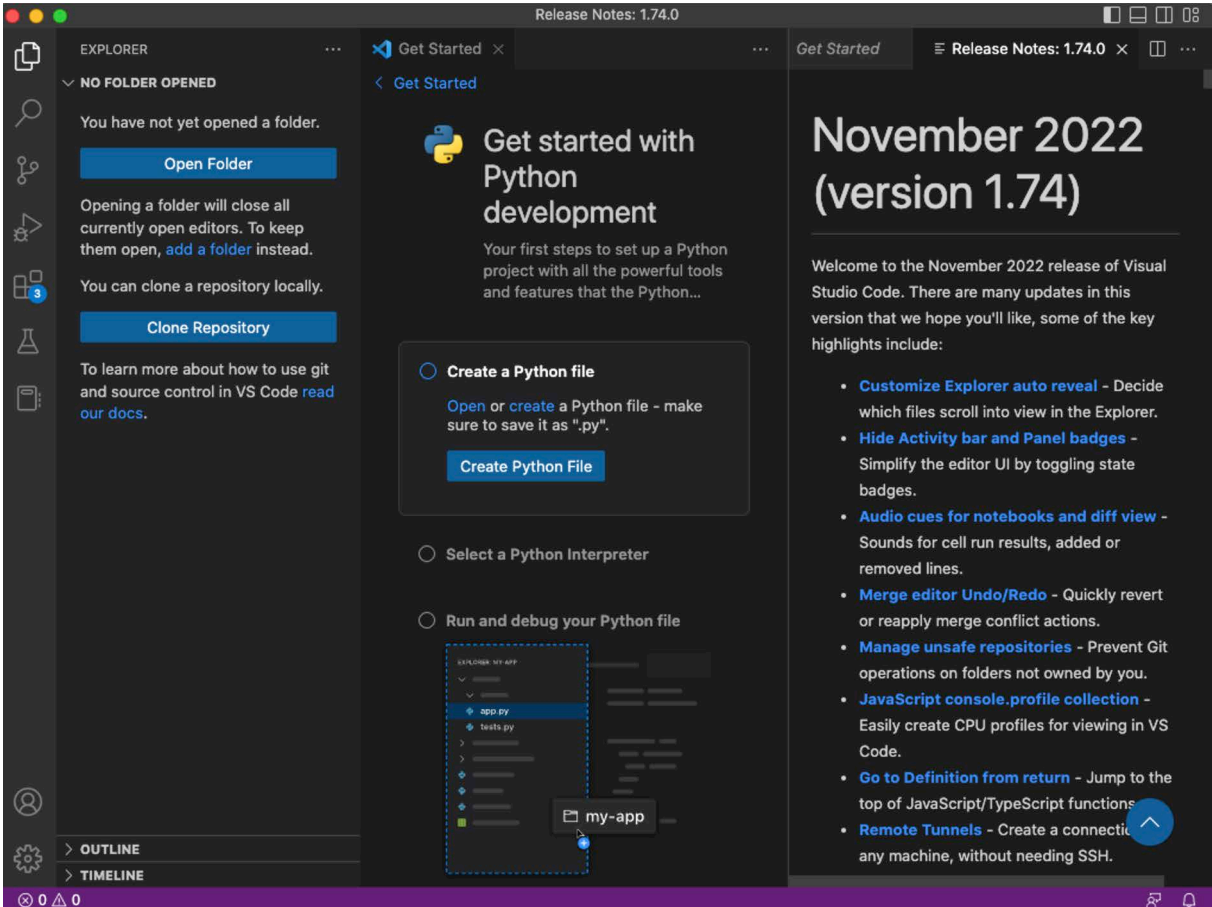 Release Notes: 1.74.0
EXPLORER
NO FOLDER OPENED
You have not yet opened a folder.
Open Folder
Opening a folder will close all
currently open editors. To keep
them open, add a folder instead.
You can clone a repository locally.
Clone Repository
To learn more about how to use git
and source control in VS Code read
our docs.
3
OUTLINE
TIMELINE
Get Started
Get Started
Get started with
Python
development
Your first steps to set up a Python
project with all the powerful tools
and features that the Python...
Create a Python file
Open or create a Python file - make
sure to save it as ".py".
Create Python File
Select a Python Interpreter
Run and debug your Python file
EXPLORER: MY-APP
app.py
tests.py
my-app
Get Started
Release Notes: 1.74.0
November 2022
(version 1.74)
Welcome to the November 2022 release of Visual
Studio Code. There are many updates in this
version that we hope you'll like, some of the key
highlights include:
• Customize Explorer auto reveal - Decide
which files scroll into view in the Explorer.
• Hide Activity bar and Panel badges -
Simplify the editor UI by toggling state
badges.
• Audio cues for notebooks and diff view -
Sounds for cell run results, added or
removed lines.
• Merge editor Undo/Redo - Quickly revert
or reapply merge conflict actions.
• Manage unsafe repositories - Prevent Git
operations on folders not owned by you.
• JavaScript console.profile collection -
Easily create CPU profiles for viewing in VS
Code.
• Go to Definition from return - Jump to the
top of JavaScript/TypeScript functions
• Remote Tunnels - Create a
any machine, without needing SSH.
0 0